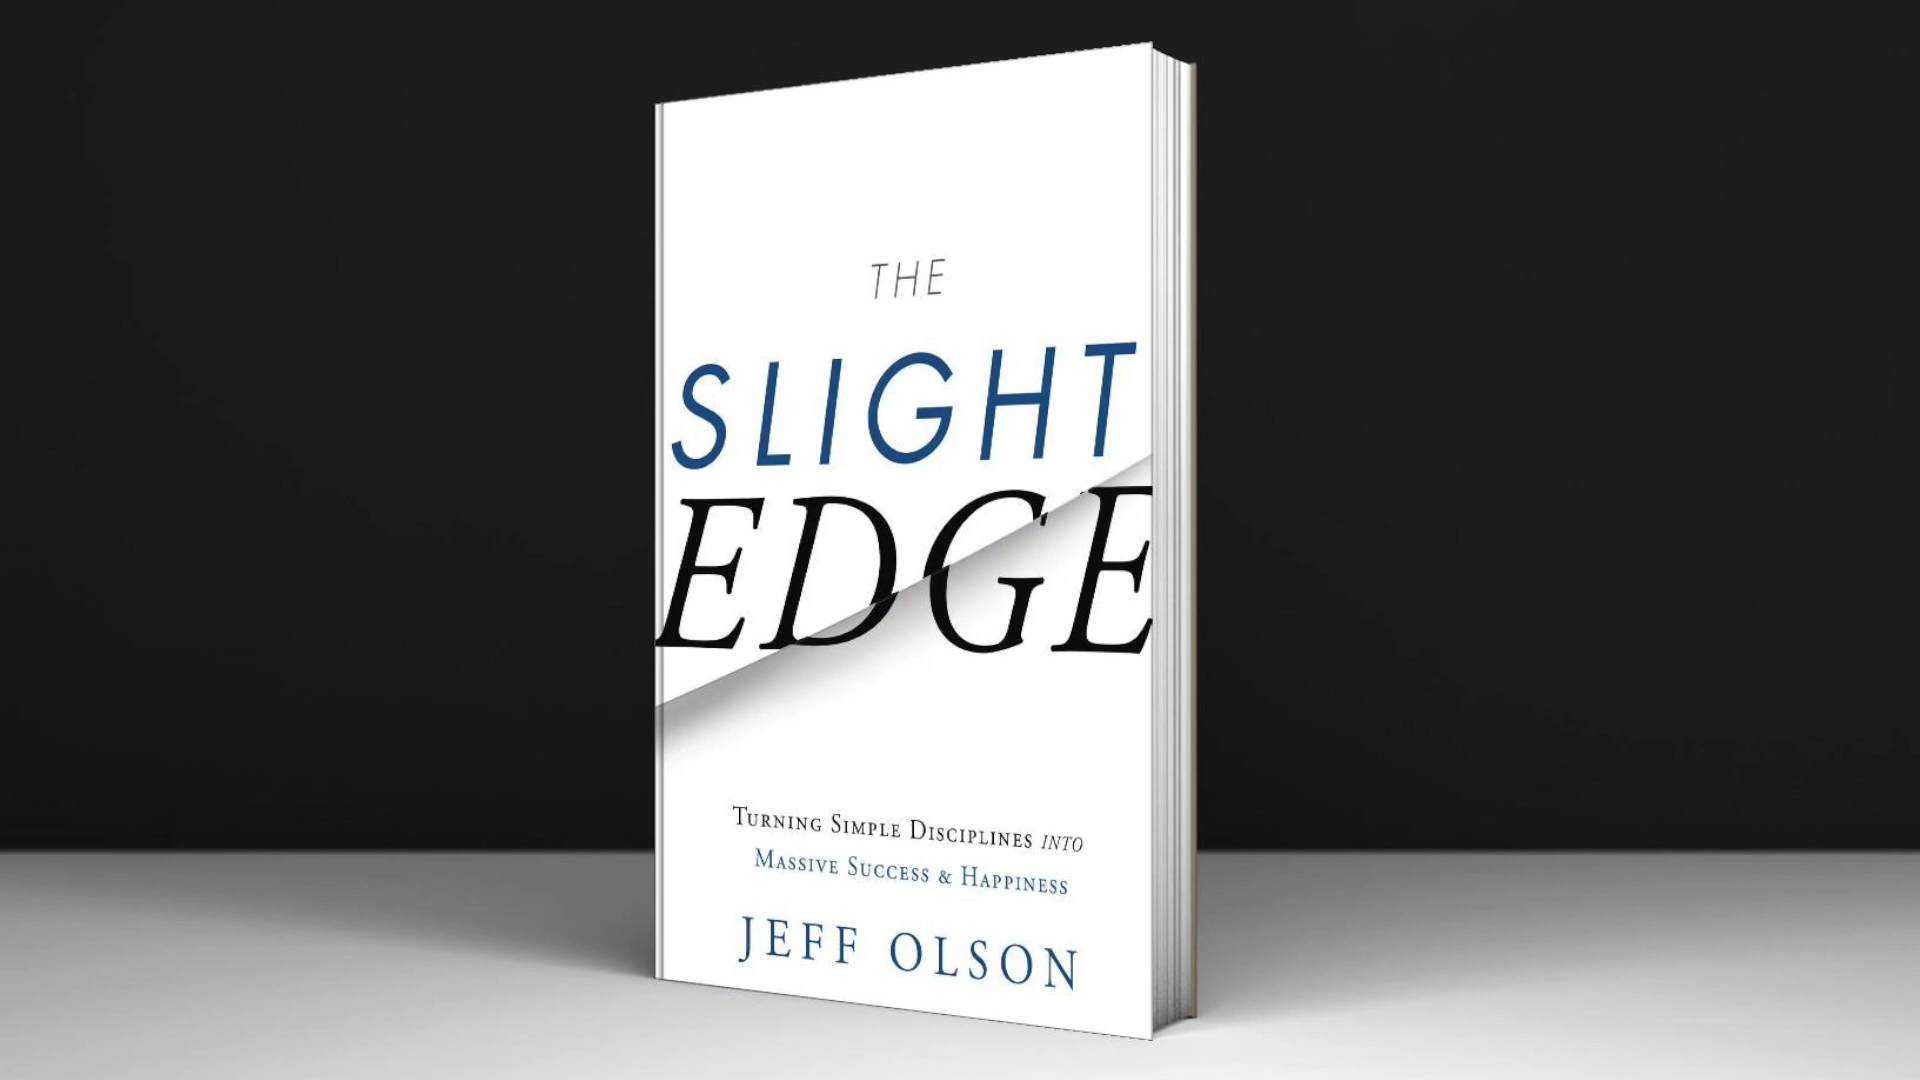 THE
SLIGHT
EDGE
TURNING SIMPLE DISCIPLINES INTO
MASSIVE SUCCESS & HAPPINESS
JEFF OLSON